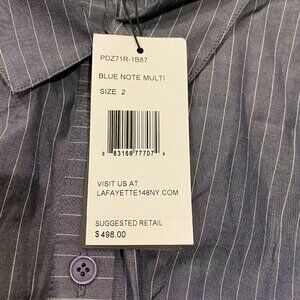 PDZ71R-1B87
BLUE NOTE MULTI
SIZE 2
8 83166 77707 4
VISIT US AT
LAFAYETTE148NY.COM
SUGGESTED RETAIL
$ 498.00